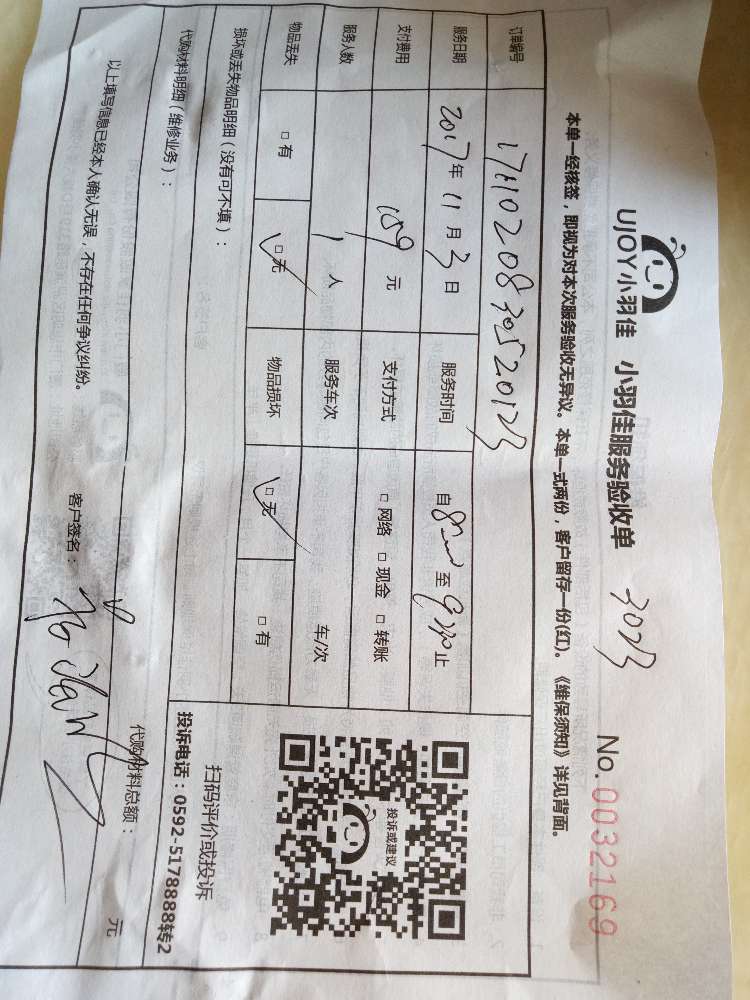 UJOY小羽佳 小羽佳服务验收单 3023 No. 0032169
本单一经核签，即视为对本次服务验收无异议。本单一式两份，客户留存一份(红)。《维保须知》详见背面。
订单编号
服务日期 2017年11月3日 服务时间 自8:00至9:30止
支付费用 159元 支付方式 □ 网络 □ 现金 □ 转账
服务人数 1人 服务车次 车/次
物品丢失 □ 有 □ 无 物品损坏 □ 无 □ 有
损坏或丢失物品明细（没有可不填）：
代购材料明细（维修业务）：
投诉或建议
扫码评价或投诉
投诉电话：0592-5178888转2
代购材料总额： 元
以上填写信息已经本人确认无误，不存在任何争议纠纷。
客户签名：